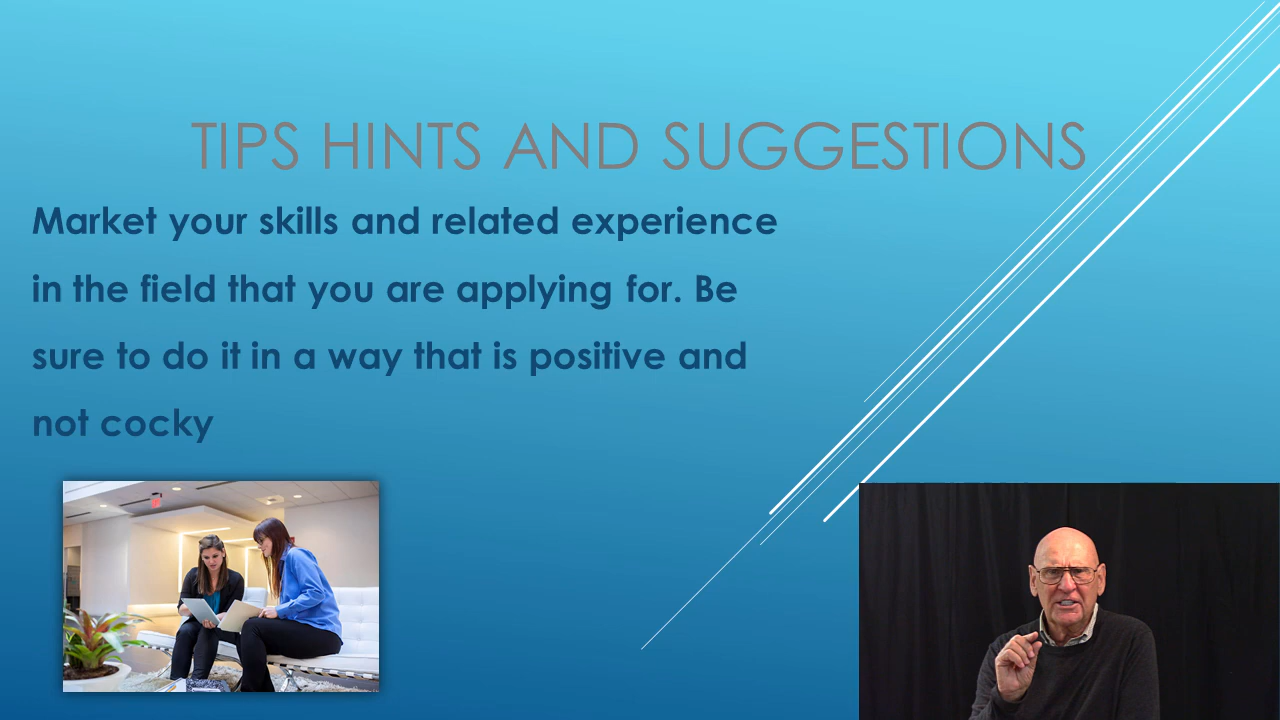 TIPS HINTS AND SUGGESTIONS
Market your skills and related experience
in the field that you are applying for. Be
sure to do it in a way that is positive and
not cocky